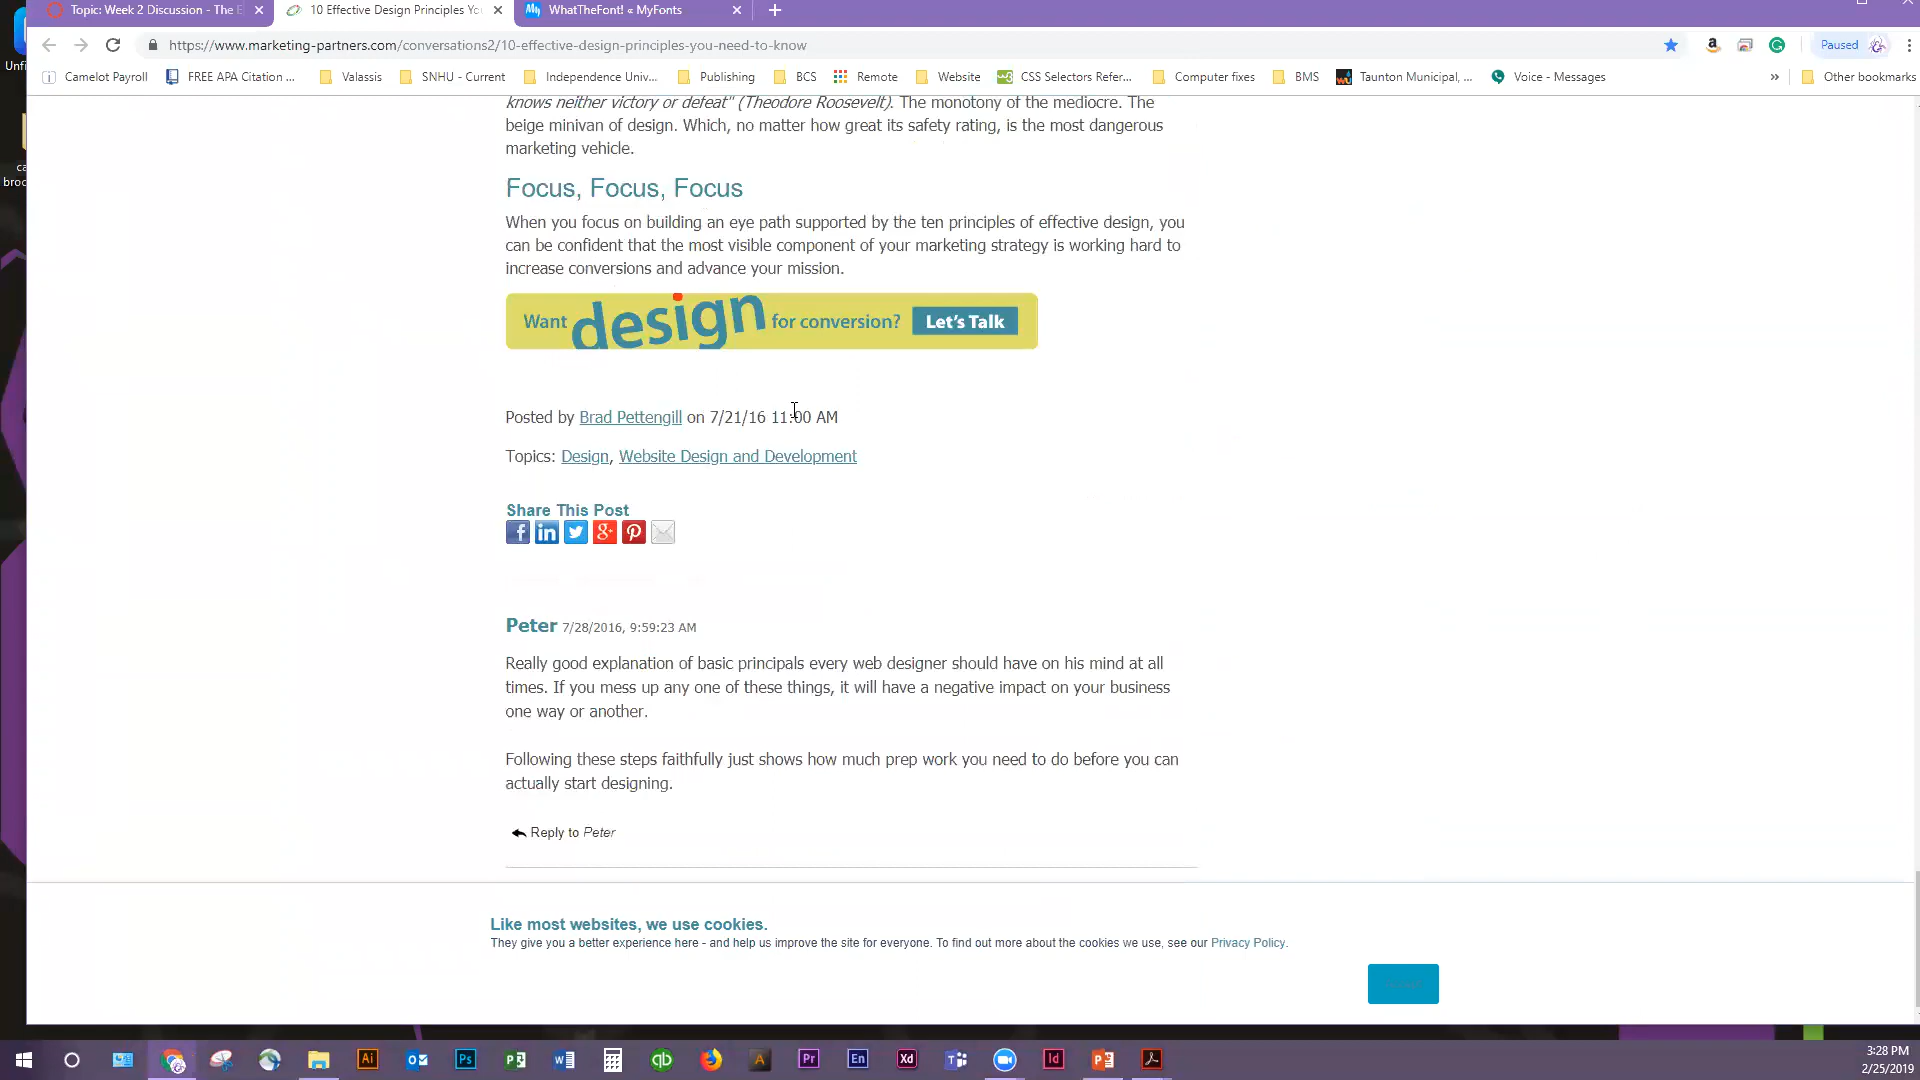 Topic: Week 2 Discussion - The E
10 Effective Design Principles Yo
WhatTheFont! « MyFonts
https://www.marketing-partners.com/conversations2/10-effective-design-principles-you-need-to-know
Paused
Camelot Payroll
FREE APA Citation ...
Valassis
SNHU - Current
Independence Univ...
Publishing
BCS
Remote
Website
CSS Selectors Refer...
Computer fixes
BMS
Taunton Municipal, ...
Voice - Messages
»
Other bookmarks
knows neither victory or defeat" (Theodore Roosevelt). The monotony of the mediocre. The
beige minivan of design. Which, no matter how great its safety rating, is the most dangerous
marketing vehicle.
Focus, Focus, Focus
When you focus on building an eye path supported by the ten principles of effective design, you
can be confident that the most visible component of your marketing strategy is working hard to
increase conversions and advance your mission.
Want design for conversion? Let's Talk
Posted by Brad Pettengill on 7/21/16 11:00 AM
Topics: Design, Website Design and Development
Share This Post
Peter 7/28/2016, 9:59:23 AM
Really good explanation of basic principals every web designer should have on his mind at all
times. If you mess up any one of these things, it will have a negative impact on your business
one way or another.
Following these steps faithfully just shows how much prep work you need to do before you can
actually start designing.
Reply to Peter
Like most websites, we use cookies.
They give you a better experience here - and help us improve the site for everyone. To find out more about the cookies we use, see our Privacy Policy.
3:28 PM
2/25/2019